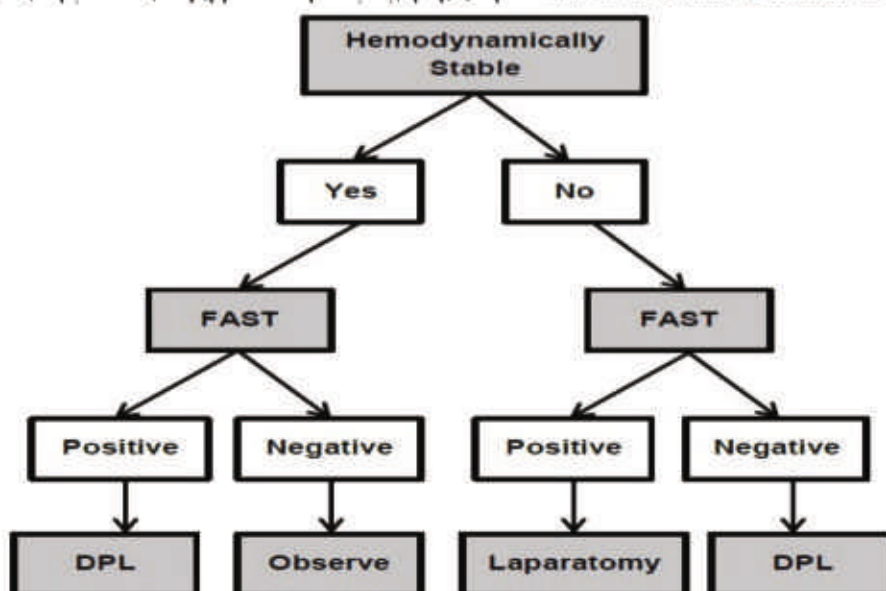 Hemodynamically
Stable
Yes
No
FAST
FAST
Positive
Negative
Positive
Negative
DPL
Observe
Laparatomy
DPL